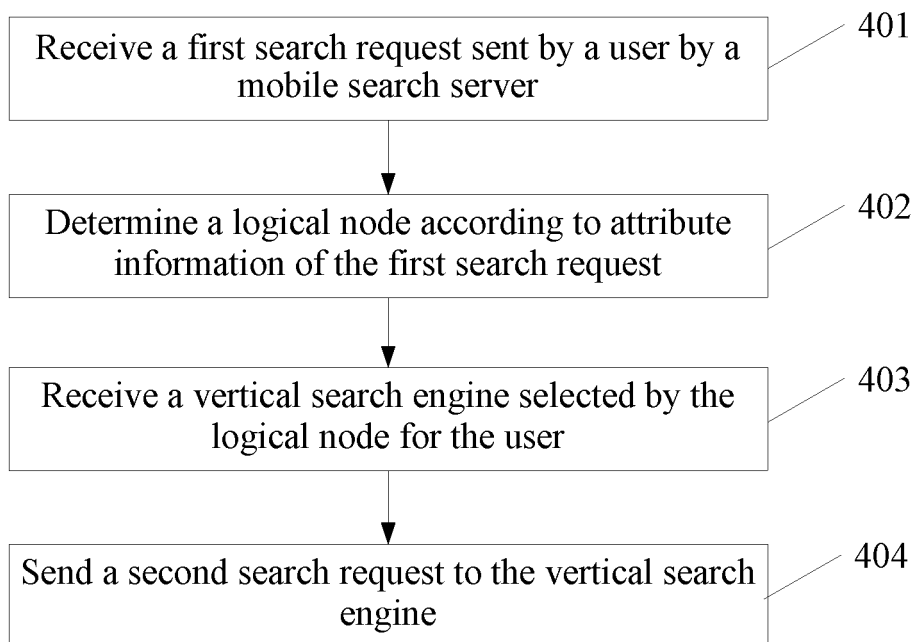 Receive a first search request sent by a user by a
mobile search server
401
Determine a logical node according to attribute
information of the first search request
402
Receive a vertical search engine selected by the
logical node for the user
403
Send a second search request to the vertical search
engine
404